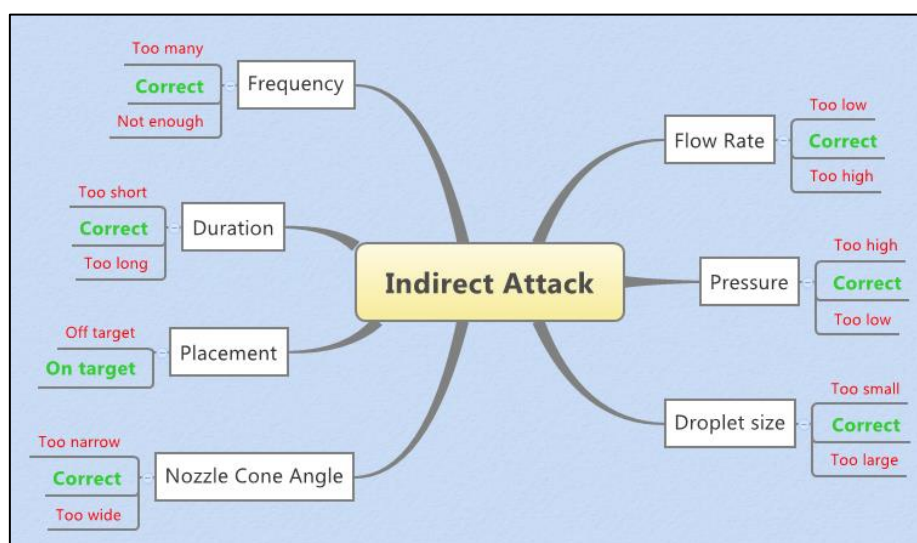 Indirect Attack
Frequency
Too many
Correct
Not enough
Duration
Too short
Correct
Too long
Placement
Off target
On target
Nozzle Cone Angle
Too narrow
Correct
Too wide
Flow Rate
Too low
Correct
Too high
Pressure
Too high
Correct
Too low
Droplet size
Too small
Correct
Too large